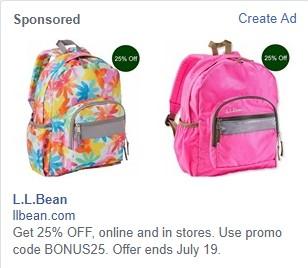 Sponsored Create Ad
25% Off 25% Off
L.L.Bean
L.L.Bean
llbean.com
Get 25% OFF, online and in stores. Use promo
code BONUS25. Offer ends July 19.